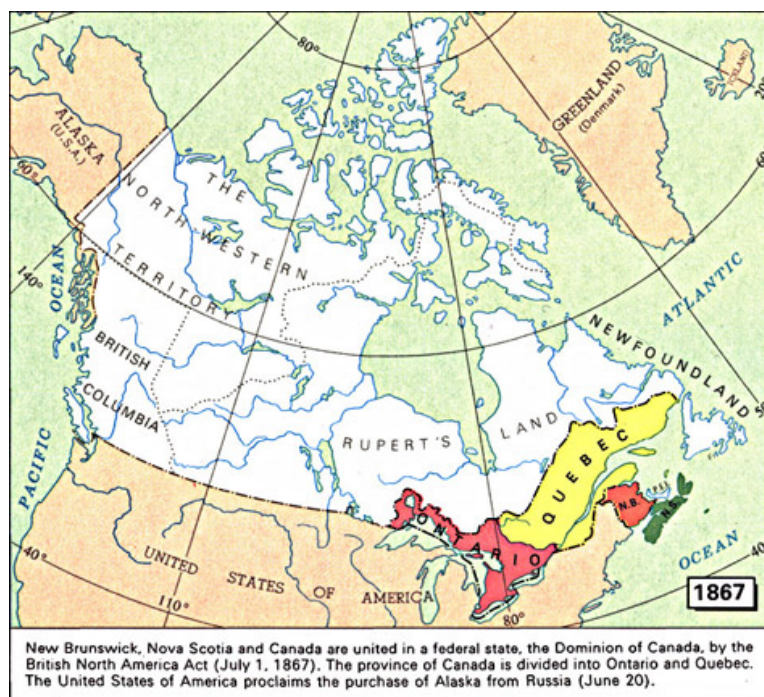 80°
20°
ICELAND
GREENLAND
(Denmark)
ALASKA
(U.S.A.)
60°
60°
THE
NORTH-WESTERN
TERRITORY
140°
OCEAN
ATLANTIC
NEWFOUNDLAND
BRITISH
COLUMBIA
RUPERT'S
LAND
PACIFIC
QUEBEC
P.E.I.
N.B.
N.S.
ONTARIO
OCEAN
40°
40
UNITED STATES OF AMERICA
110°
80°
1867
New Brunswick, Nova Scotia and Canada are united in a federal state, the Dominion of Canada, by the
British North America Act (July 1, 1867). The province of Canada is divided into Ontario and Quebec.
The United States of America proclaims the purchase of Alaska from Russia (June 20).